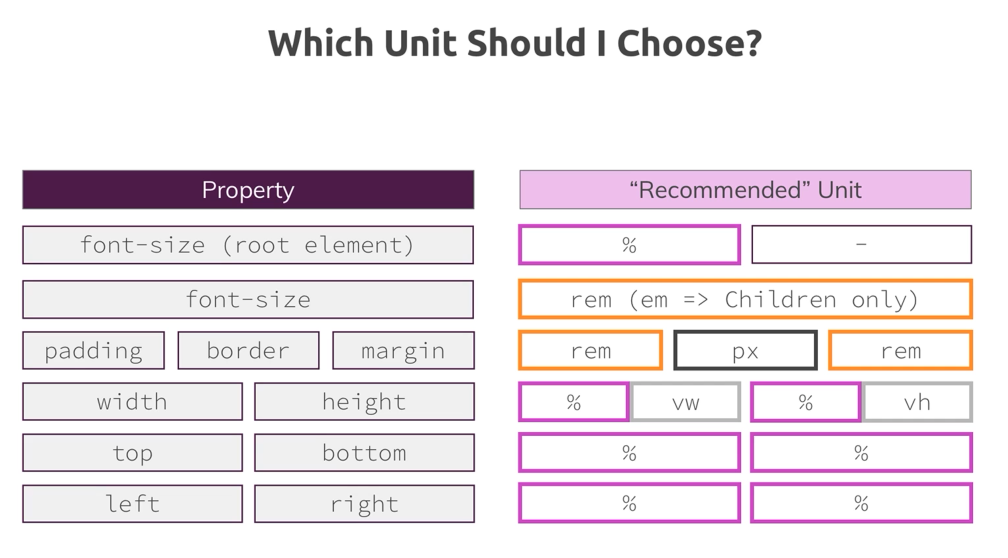 Which Unit Should I Choose?
Property
“Recommended” Unit
font-size (root element)
%
–
font-size
rem (em => Children only)
padding
border
margin
rem
px
rem
width
height
%
vw
%
vh
top
bottom
%
%
left
right
%
%